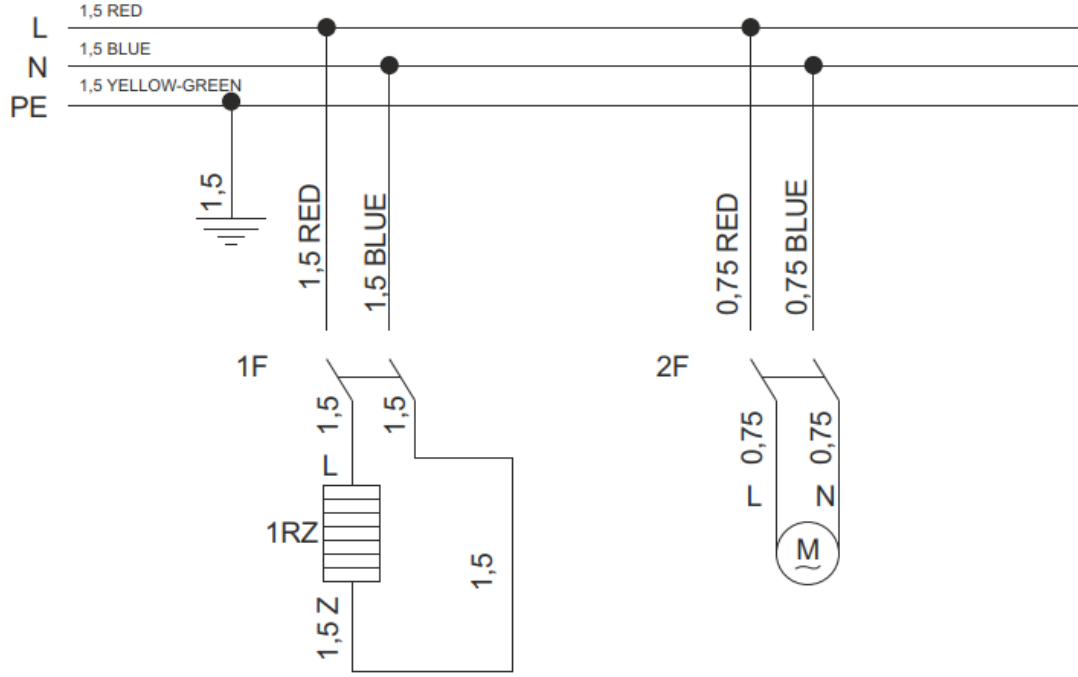 L 1,5 RED
N 1,5 BLUE
PE 1,5 YELLOW-GREEN
1,5
1,5 RED
1,5 BLUE
0,75 RED
0,75 BLUE
1F
2F
1,5
1,5
0,75
0,75
L
L
N
1RZ
M
1,5
1,5 Z